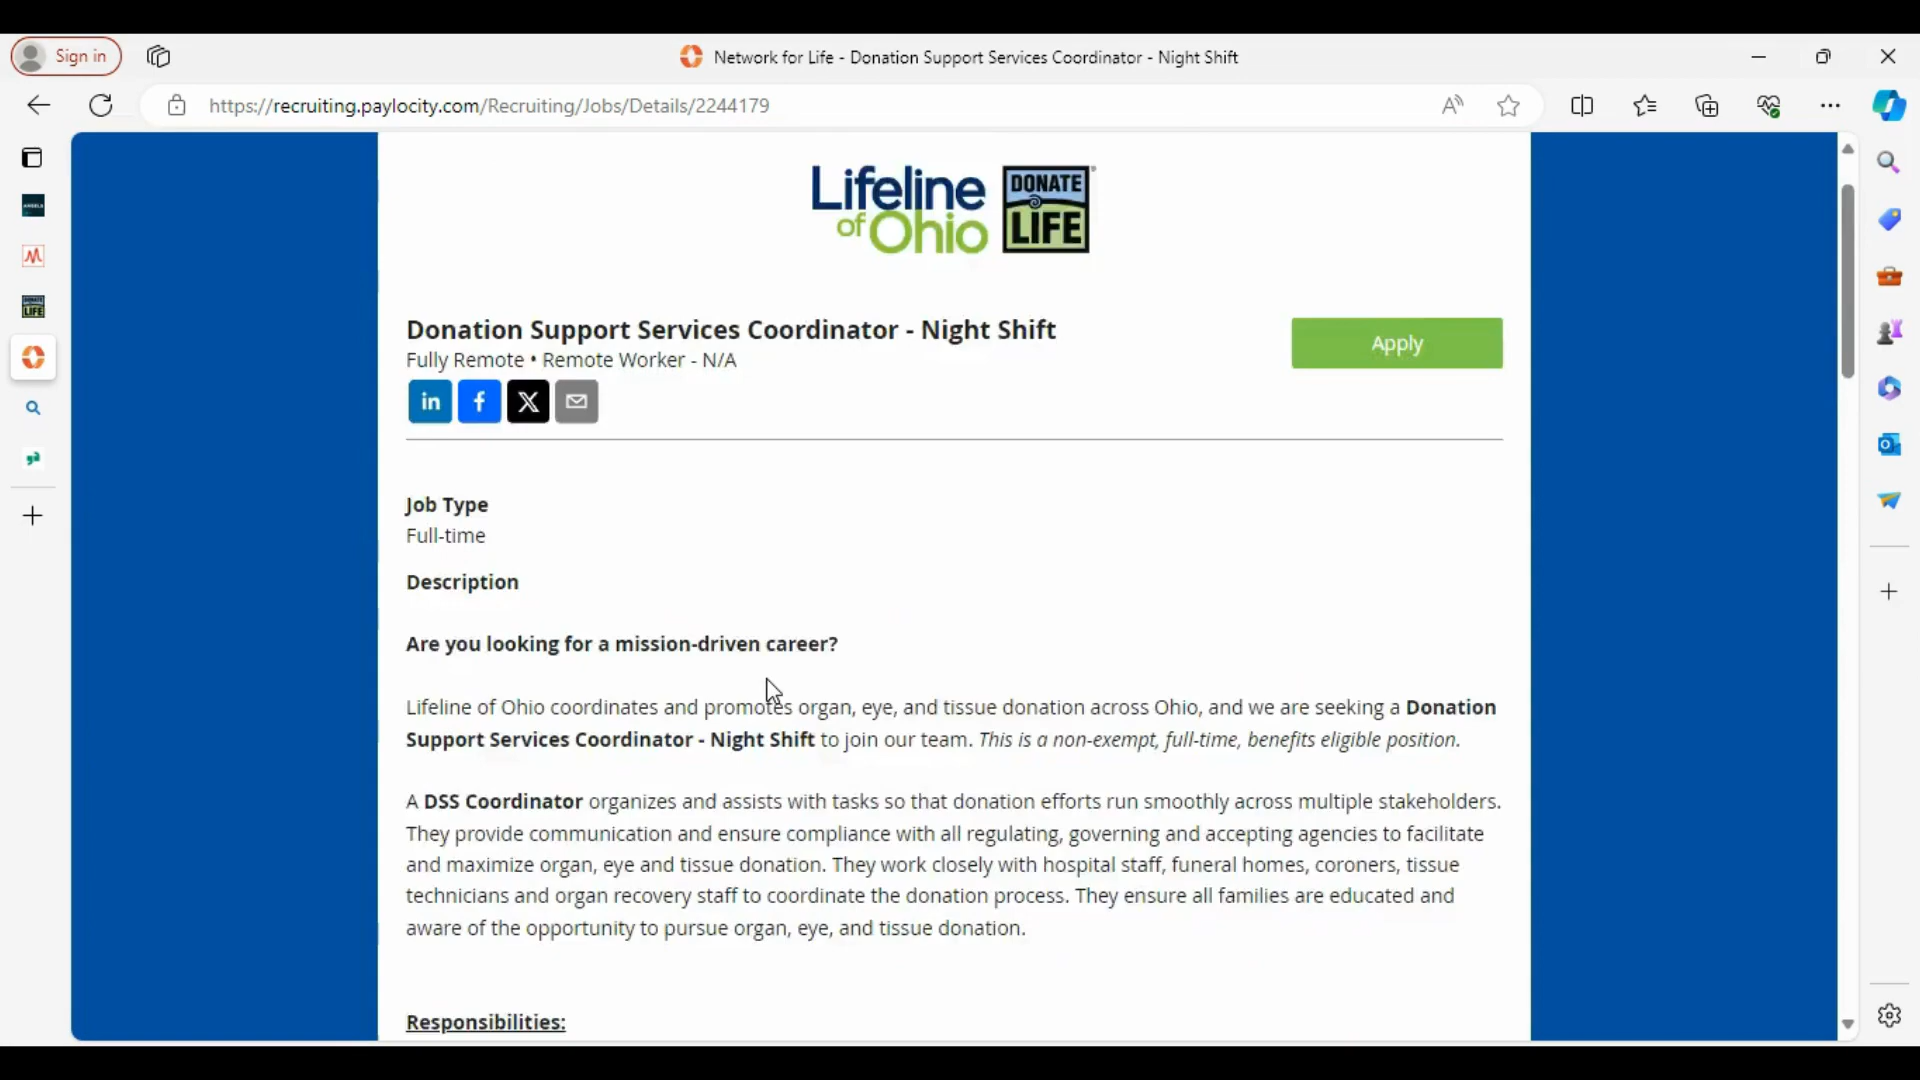 Sign in
Network for Life - Donation Support Services Coordinator - Night Shift
https://recruiting.paylocity.com/Recruiting/Jobs/Details/2244179
Lifeline
of Ohio
DONATE
LIFE
Donation Support Services Coordinator - Night Shift
Fully Remote • Remote Worker - N/A
Apply
Job Type
Full-time
Description
Are you looking for a mission-driven career?
Lifeline of Ohio coordinates and promotes organ, eye, and tissue donation across Ohio, and we are seeking a Donation
Support Services Coordinator - Night Shift to join our team. This is a non-exempt, full-time, benefits eligible position.
A DSS Coordinator organizes and assists with tasks so that donation efforts run smoothly across multiple stakeholders.
They provide communication and ensure compliance with all regulating, governing and accepting agencies to facilitate
and maximize organ, eye and tissue donation. They work closely with hospital staff, funeral homes, coroners, tissue
technicians and organ recovery staff to coordinate the donation process. They ensure all families are educated and
aware of the opportunity to pursue organ, eye, and tissue donation.
Responsibilities: